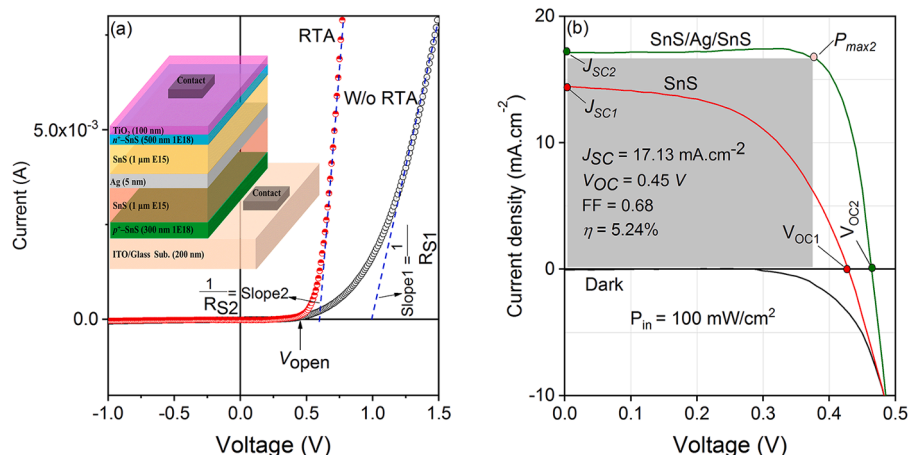 (a)
RTA
W/o RTA
5.0x10⁻³
0.0
Current (A)
Contact
TiO₂ (100 nm)
n⁺–SnS (500 nm 1E18)
SnS (1 μm E15)
Ag (5 nm)
SnS (1 μm E15)
p⁺–SnS (300 nm 1E18)
ITO/Glass Sub. (200 nm)
Contact
1/R_S2 = Slope2
slope1 = 1/R_S1
V_open
-1.0 -0.5 0.0 0.5 1.0 1.5
Voltage (V)
(b)
20
10
0
-10
Current density (mA.cm⁻²)
SnS/Ag/SnS
P_max2
J_SC2
SnS
J_SC1
J_SC = 17.13 mA.cm⁻²
V_OC = 0.45 V
FF = 0.68
η = 5.24%
V_OC1
V_OC2
Dark
P_in = 100 mW/cm²
0.0 0.1 0.2 0.3 0.4 0.5
Voltage (V)